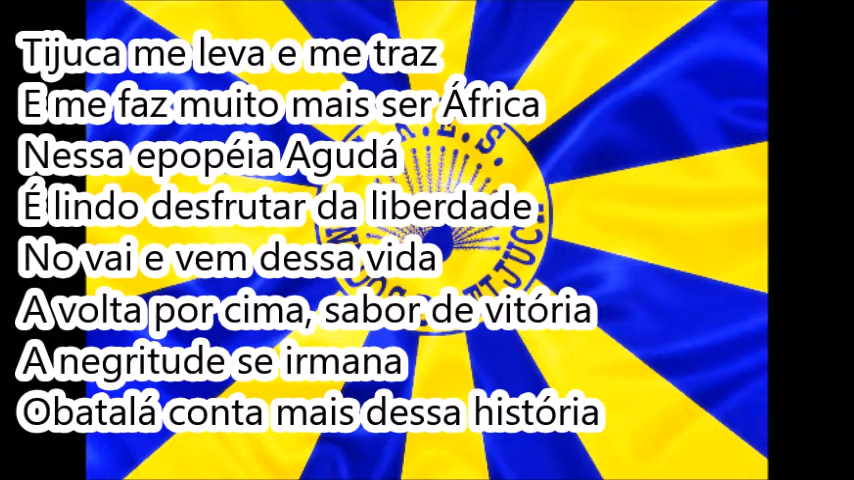 Tijuca me leva e me traz
E me faz muito mais ser África
Nessa epopéia Agudá
É lindo desfrutar da liberdade
No vai e vem dessa vida
A volta por cima, sabor de vitória
A negritude se irmana
Obatalá conta mais dessa história